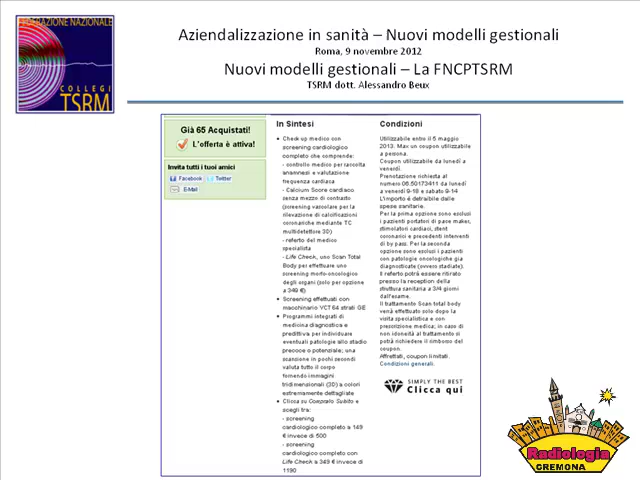 FEDERAZIONE NAZIONALE
COLLEGI
TSRM
Aziendalizzazione in sanità – Nuovi modelli gestionali
Roma, 9 novembre 2012
Nuovi modelli gestionali – La FNCPTSRM
TSRM dott. Alessandro Beux
Già 65 Acquistati!
L'offerta è attiva!
Invita tutti i tuoi amici
Facebook Twitter
E-Mail
In Sintesi
Check up medico con
screening cardiologico
completo che comprende:
- controllo medico per raccolta
anamnesi e valutazione
frequenza cardiaca
- Calcium Score cardiaco
senza mezzo di contrasto
(screening vascolare per la
rilevazione di calcificazioni
coronariche mediante TC
multidetettore 3D)
- referto del medico
specialista
- Life Check, uno Scan Total
Body per effettuare uno
screening morfo-oncologico
degli organi (solo per opzione
a 349 €)
Screening effettuati con
macchinario VCT 64 strati GE
Programmi integrati di
medicina diagnostica e
predittiva per individuare
eventuali patologie allo stadio
precoce o potenziale; una
scansione in pochi secondi
valuta tutto il corpo
fornendo immagini
tridimensionali (3D) a colori
estremamente dettagliate
Clicca su Compralo Subito e
scegli tra:
- screening
cardiologico completo a 149
€ invece di 500
- screening
cardiologico completo con
Life Check a 349 € invece di
1190
Condizioni
Utilizzabile entro il 5 maggio
2013. Max un coupon utilizzabile
a persona.
Coupon utilizzabile da lunedì a
venerdì.
Prenotazione richiesta al
numero 06.50173411 da lunedì
a venerdì 9-18 e sabato 9-14
L'importo è detraibile dalle
spese sanitarie.
Per la prima opzione sono esclusi
i pazienti portatori di pace maker,
stimolatori cardiaci, stent
coronarici e precedenti interventi
di by pass. Per la seconda
opzione sono esclusi i pazienti
con patologie oncologiche già
diagnosticate (ovvero stadiate).
Il referto potrà essere ritirato
presso la reception della
struttura sanitaria a 3/4 giorni
dall'esame.
Il trattamento Scan total body
verrà effettuato solo dopo la
visita specialistica e con
prescrizione medica; in caso di
non idoneità al trattamento si
potrà richiedere il rimborso del
coupon.
Affrettati, coupon limitati.
Condizioni generali.
SIMPLY THE BEST
Clicca qui
Radiologia
CREMONA